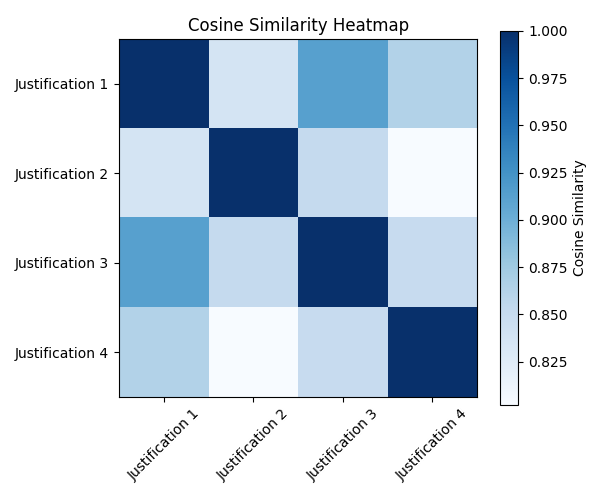 Cosine Similarity Heatmap
Justification 1
Justification 2
Justification 3
Justification 4
Justification 1
Justification 2
Justification 3
Justification 4
1.000
0.975
0.950
0.925
0.900
0.875
0.850
0.825
Cosine Similarity